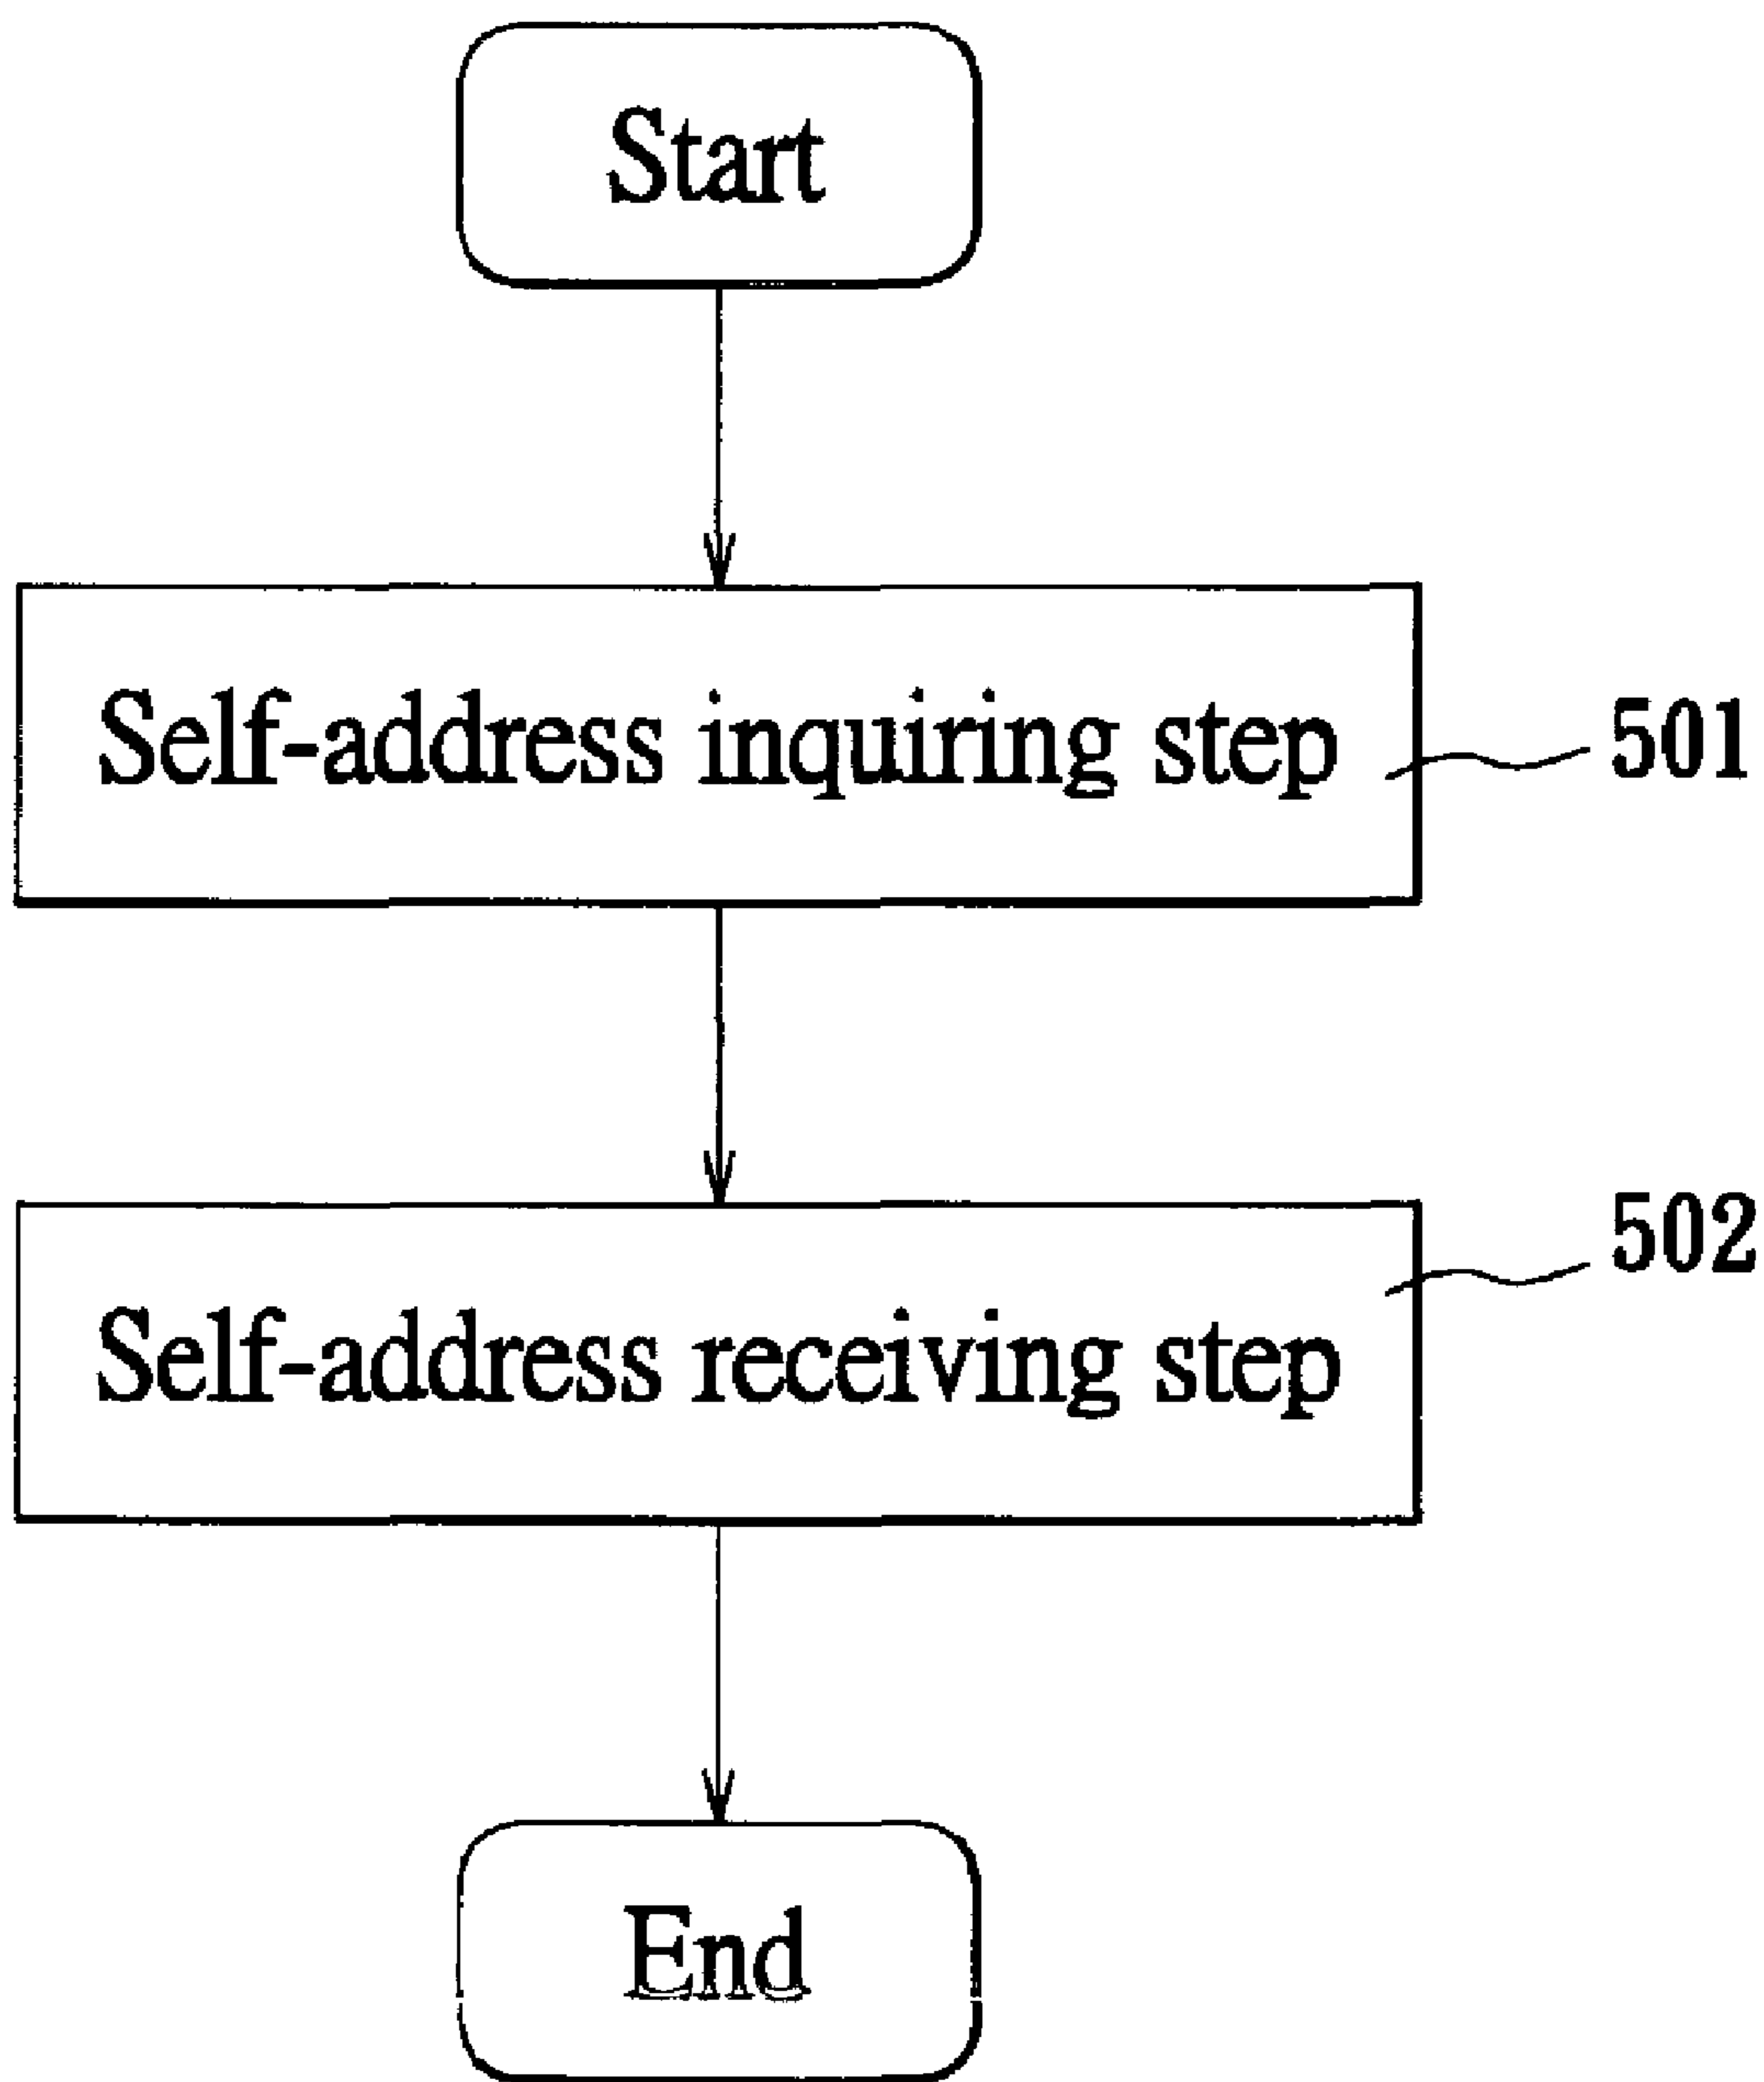 Start
Self-address inquiring step
501
502
Self-address receiving step
End